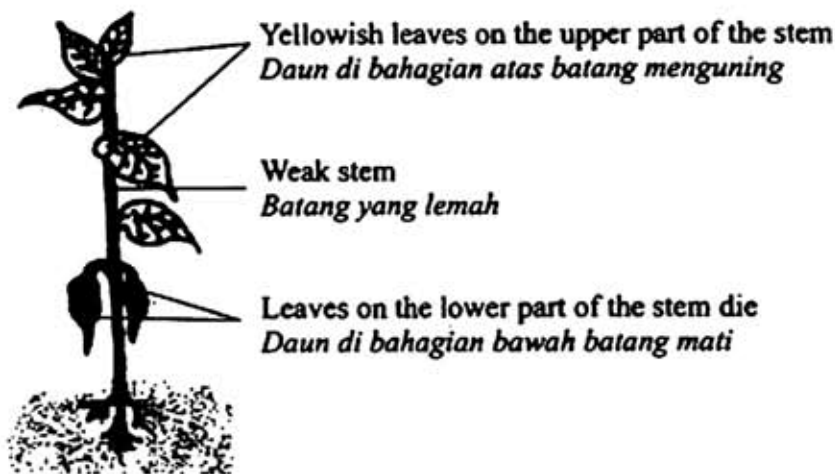 Yellowish leaves on the upper part of the stem
Daun di bahagian atas batang menguning
Weak stem
Batang yang lemah
Leaves on the lower part of the stem die
Daun di bahagian bawah batang mati